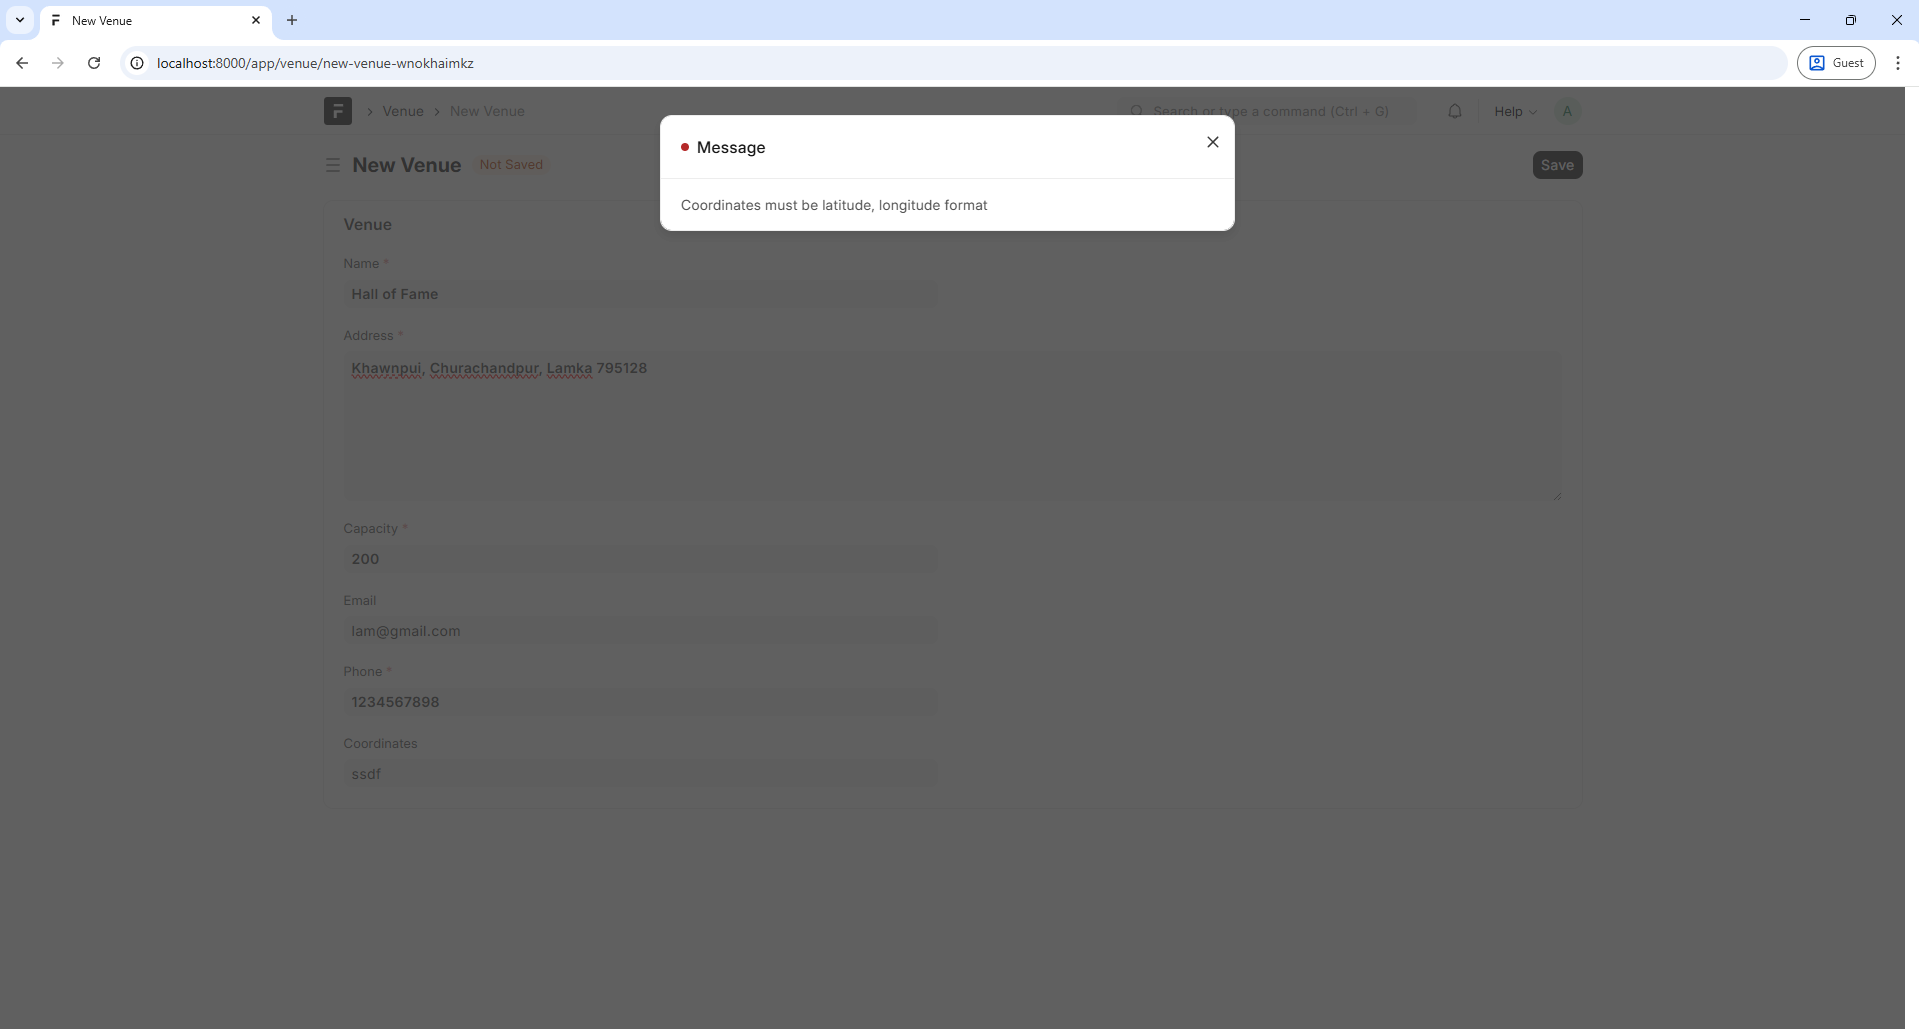 New Venue
localhost:8000/app/venue/new-venue-wnokhaimkz
Guest
Venue
New Venue
Search or type a command (Ctrl + G)
Help
A
Message
Coordinates must be latitude, longitude format
New Venue
Not Saved
Save
Venue
Name *
Hall of Fame
Address *
Khawnpui, Churachandpur, Lamka 795128
Capacity *
200
Email
lam@gmail.com
Phone *
1234567898
Coordinates
ssdf